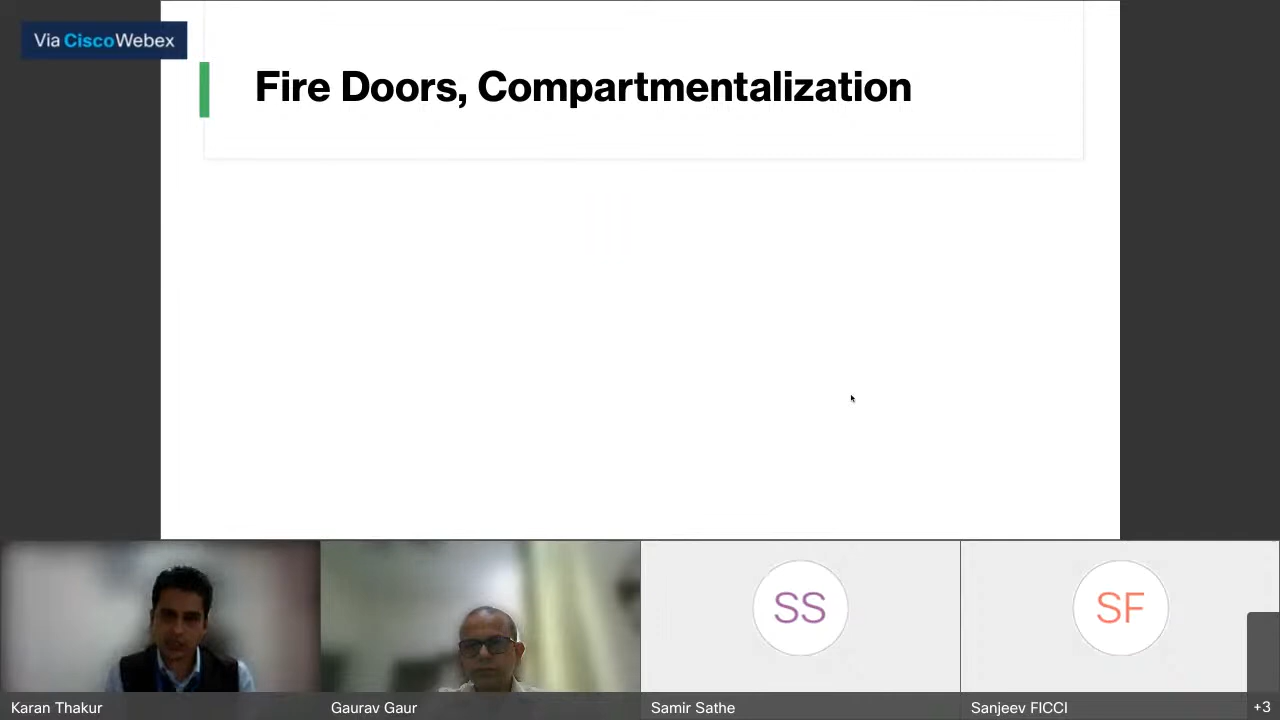 Via CiscoWebex
Fire Doors, Compartmentalization
SS
SF
Karan Thakur
Gaurav Gaur
Samir Sathe
Sanjeev FICCI
+3